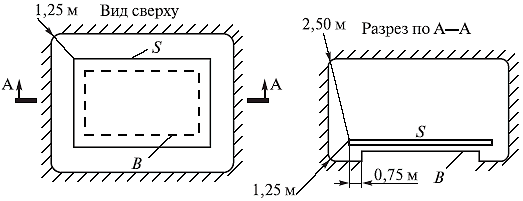 1,25 м
Вид сверху
S
А
А
В
2,50 м
Разрез по А—А
S
1,25 м
0,75 м
В